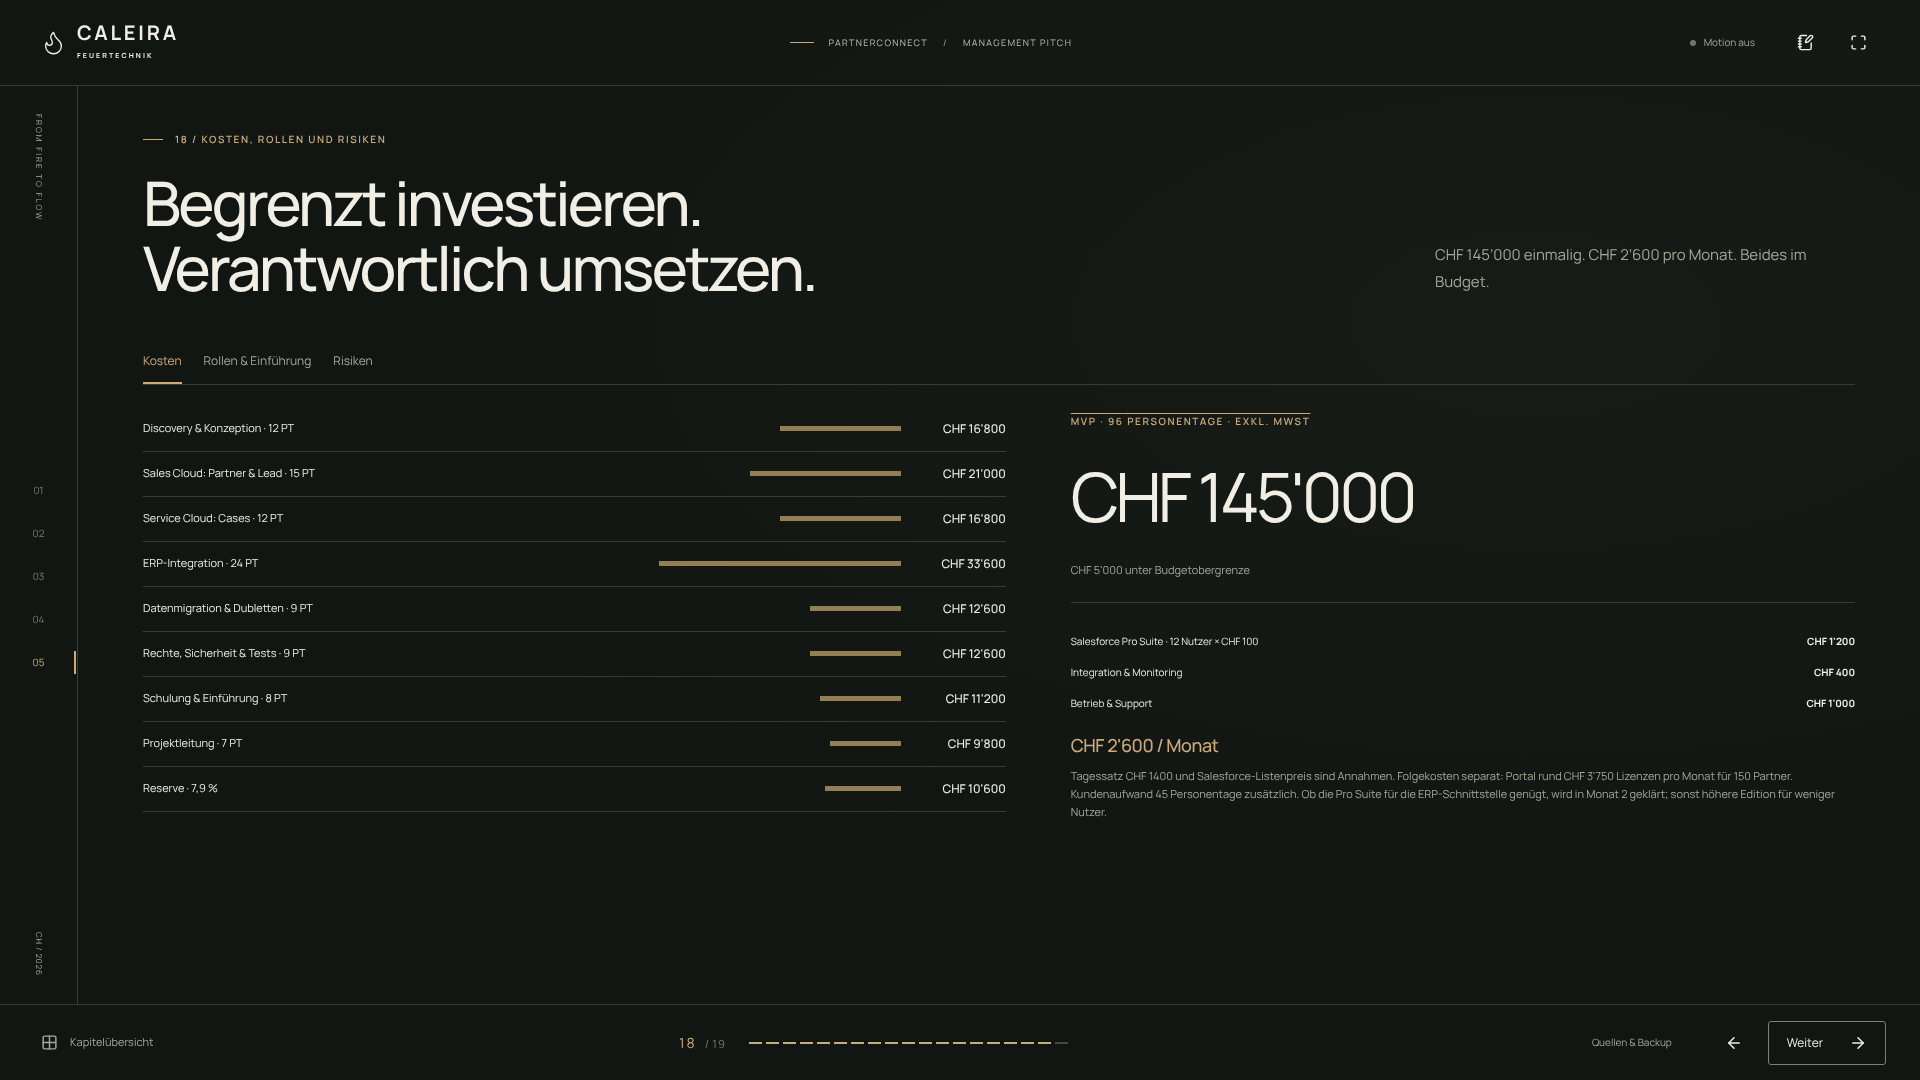 CALEIRA
FEUERTECHNIK
PARTNERCONNECT / MANAGEMENT PITCH
Motion aus
FROM FIRE TO FLOW
18 / KOSTEN, ROLLEN UND RISIKEN
Begrenzt investieren.
Verantwortlich umsetzen.
CHF 145'000 einmalig. CHF 2'600 pro Monat. Beides im
Budget.
Kosten Rollen & Einführung Risiken
Discovery & Konzeption · 12 PT CHF 16'800
Sales Cloud: Partner & Lead · 15 PT CHF 21'000
Service Cloud: Cases · 12 PT CHF 16'800
ERP-Integration · 24 PT CHF 33'600
Datenmigration & Dubletten · 9 PT CHF 12'600
Rechte, Sicherheit & Tests · 9 PT CHF 12'600
Schulung & Einführung · 8 PT CHF 11'200
Projektleitung · 7 PT CHF 9'800
Reserve · 7,9 % CHF 10'600
MVP · 96 PERSONENTAGE · EXKL. MWST
CHF 145'000
CHF 5'000 unter Budgetobergrenze
Salesforce Pro Suite · 12 Nutzer × CHF 100 CHF 1'200
Integration & Monitoring CHF 400
Betrieb & Support CHF 1'000
CHF 2'600 / Monat
Tagessatz CHF 1400 und Salesforce-Listenpreis sind Annahmen. Folgekosten separat: Portal rund CHF 3'750 Lizenzen pro Monat für 150 Partner.
Kundenaufwand 45 Personentage zusätzlich. Ob die Pro Suite für die ERP-Schnittstelle genügt, wird in Monat 2 geklärt; sonst höhere Edition für weniger
Nutzer.
01
02
03
04
05
CH / 2026
Kapitelübersicht
18 / 19
Quellen & Backup
Weiter